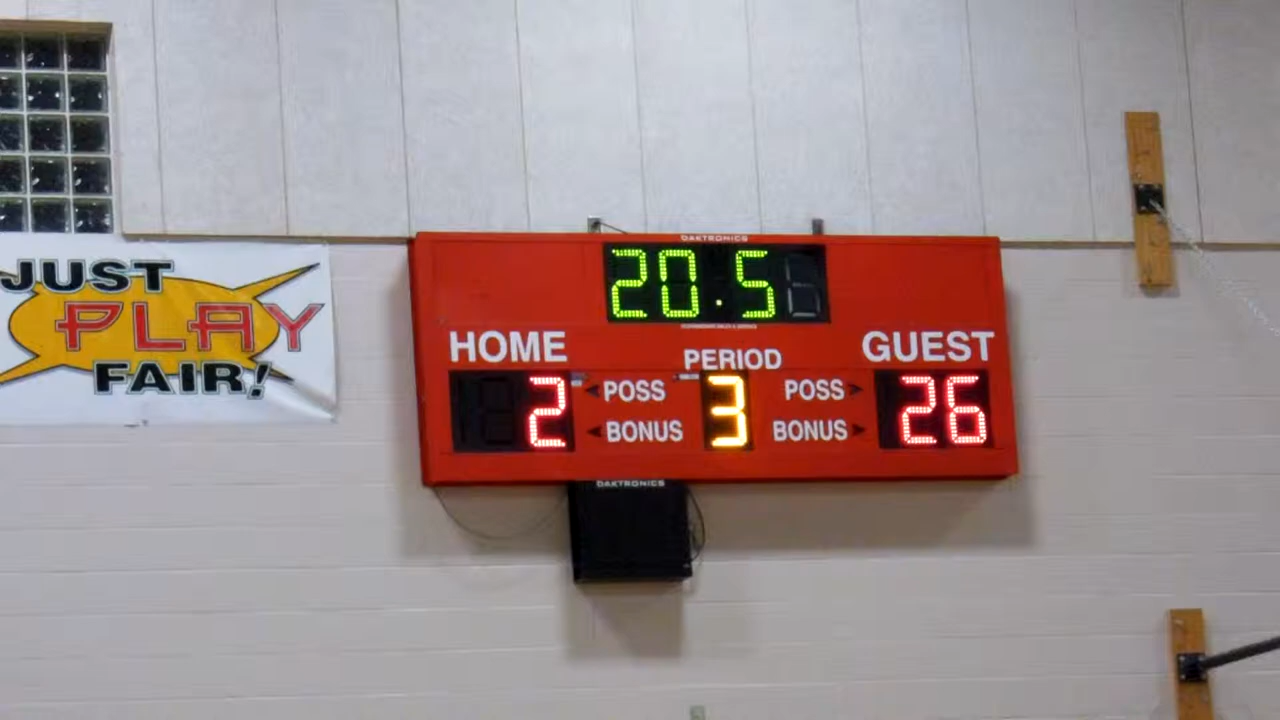 JUST
PLAY
FAIR!
DAKTRONICS
20.5
HOME
PERIOD
GUEST
2
POSS
3
POSS
26
BONUS
BONUS
DAKTRONICS